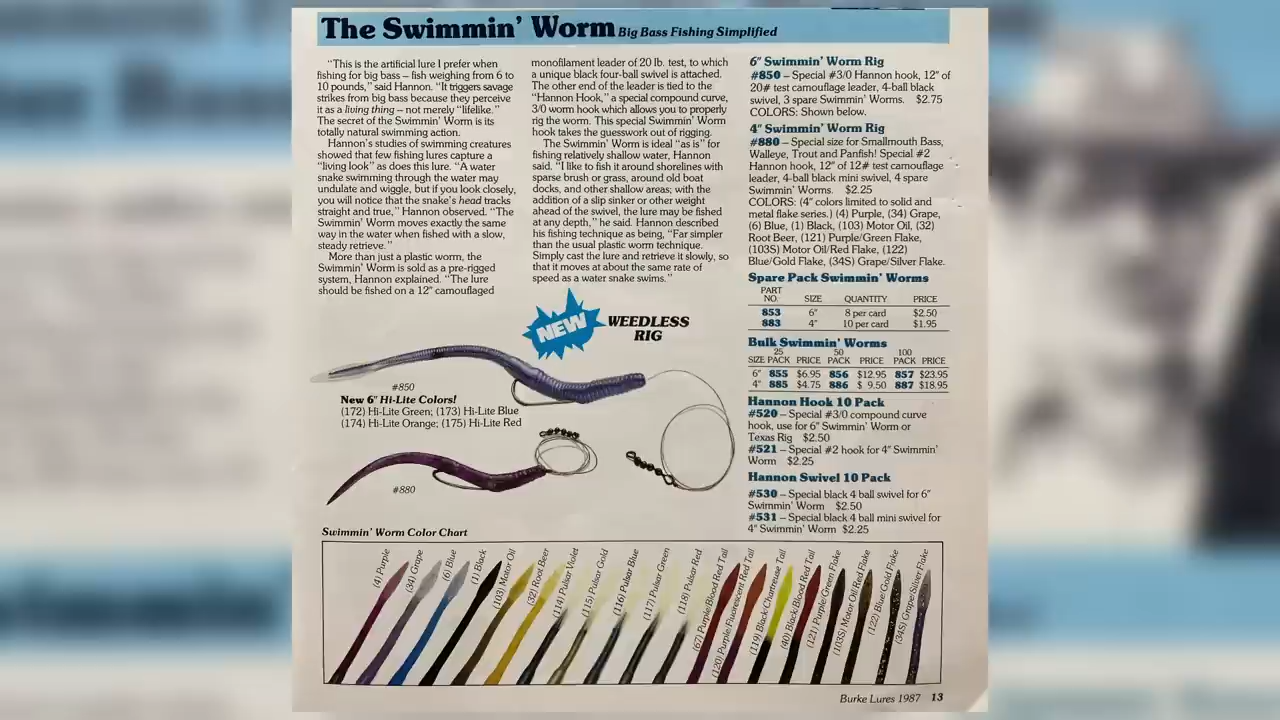 The Swimmin' Worm Big Bass Fishing Simplified
"This is the artificial lure I prefer when
fishing for big bass – fish weighing from 6 to
10 pounds," said Hannon. "It triggers savage
strikes from big bass because they perceive
it as a living thing – not merely "lifelike."
The secret of the Swimmin' Worm is its
totally natural swimming action.
Hannon's studies of swimming creatures
showed that few fishing lures capture a
"living look" as does this lure. "A water
snake swimming through the water may
undulate and wiggle, but if you look closely,
you will notice that the snake's head tracks
straight and true," Hannon observed. "The
Swimmin' Worm moves exactly the same
way in the water when fished with a slow,
steady retrieve."
More than just a plastic worm, the
Swimmin' Worm is sold as a pre-rigged
system, Hannon explained. "The lure
should be fished on a 12" camouflaged
monofilament leader of 20 lb. test, to which
a unique black four-ball swivel is attached.
The other end of the leader is tied to the
"Hannon Hook," a special compound curve,
3/0 worm hook which allows you to properly
rig the worm. This special Swimmin' Worm
hook takes the guesswork out of rigging.
The Swimmin' Worm is ideal "as is" for
fishing relatively shallow water, Hannon
said. "I like to fish it around shorelines with
sparse brush or grass, around old boat
docks, and other shallow areas; with the
addition of a slip sinker or other weight
ahead of the swivel, the lure may be fished
at any depth," he said. Hannon described
his fishing technique as being, "Far simpler
than the usual plastic worm technique.
Simply cast the lure and retrieve it slowly, so
that it moves at about the same rate of
speed as a water snake swims."
NEW WEEDLESS
RIG
#850
New 6" Hi-Lite Colors!
(172) Hi-Lite Green; (173) Hi-Lite Blue
(174) Hi-Lite Orange; (175) Hi-Lite Red
#880
6" Swimmin' Worm Rig
#850 – Special #3/0 Hannon hook, 12" of
20# test camouflage leader, 4-ball black
swivel, 3 spare Swimmin' Worms. $2.75
COLORS: Shown below.
4" Swimmin' Worm Rig
#880 – Special size for Smallmouth Bass,
Walleye, Trout and Panfish! Special #2
Hannon hook, 12" of 12# test camouflage
leader, 4-ball black mini swivel, 4 spare
Swimmin' Worms. $2.25
COLORS: (4" colors limited to solid and
metal flake series.) (4) Purple, (34) Grape,
(6) Blue, (1) Black, (103) Motor Oil, (32)
Root Beer, (121) Purple/Green Flake,
(103S) Motor Oil/Red Flake, (122)
Blue/Gold Flake, (34S) Grape/Silver Flake.
Spare Pack Swimmin' Worms
PART
NO. SIZE QUANTITY PRICE
853 6" 8 per card $2.50
883 4" 10 per card $1.95
Bulk Swimmin' Worms
25 50 100
SIZE PACK PRICE PACK PRICE PACK PRICE
6" 855 $6.95 856 $12.95 857 $23.95
4" 885 $4.75 886 $ 9.50 887 $18.95
Hannon Hook 10 Pack
#520 – Special #3/0 compound curve
hook, use for 6" Swimmin' Worm or
Texas Rig $2.50
#521 – Special #2 hook for 4" Swimmin'
Worm $2.25
Hannon Swivel 10 Pack
#530 – Special black 4 ball swivel for 6"
Swimmin' Worm $2.50
#531 – Special black 4 ball mini swivel for
4" Swimmin' Worm $2.25
Swimmin' Worm Color Chart
(4) Purple
(34) Grape
(6) Blue
(1) Black
(103) Motor Oil
(32) Root Beer
(114) Pulsar Violet
(115) Pulsar Gold
(116) Pulsar Blue
(117) Pulsar Green
(118) Pulsar Red
(67) Purple/Blood Red Tail
(120) Purple/Fluorescent Red Tail
(119) Black/Chartreuse Tail
(40) Black/Blood Red Tail
(121) Purple/Green Flake
(103S) Motor Oil/Red Flake
(122) Blue/Gold Flake
(34S) Grape/Silver Flake
Burke Lures 1987 13